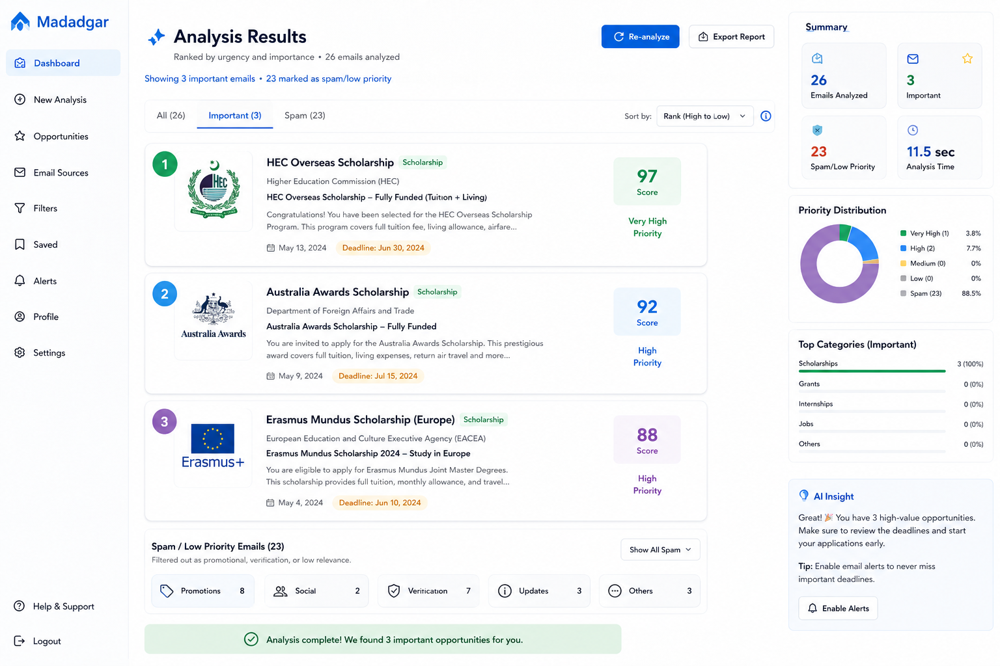 Madadgar
Dashboard
New Analysis
Opportunities
Email Sources
Filters
Saved
Alerts
Profile
Settings
Help & Support
Logout
Analysis Results
Ranked by urgency and importance • 26 emails analyzed
Re-analyze
Export Report
Showing 3 important emails • 23 marked as spam/low priority
All (26)
Important (3)
Spam (23)
Sort by:
Rank (High to Low)
1
HEC
HEC Overseas Scholarship
Scholarship
Higher Education Commission (HEC)
HEC Overseas Scholarship – Fully Funded (Tuition + Living)
Congratulations! You have been selected for the HEC Overseas Scholarship
Program. This program covers full tuition fee, living allowance, airfare...
May 13, 2024
Deadline: Jun 30, 2024
97
Score
Very High
Priority
2
Australia Awards
Australia Awards Scholarship
Scholarship
Department of Foreign Affairs and Trade
Australia Awards Scholarship – Fully Funded
You are invited to apply for the Australia Awards Scholarship. This prestigious
award covers full tuition, living expenses, return air travel and more...
May 9, 2024
Deadline: Jul 15, 2024
92
Score
High
Priority
3
Erasmus+
Erasmus Mundus Scholarship (Europe)
Scholarship
European Education and Culture Executive Agency (EACEA)
Erasmus Mundus Scholarship 2024 – Study in Europe
You are eligible to apply for Erasmus Mundus Joint Master Degrees.
This scholarship provides full tuition, monthly allowance, and travel...
May 4, 2024
Deadline: Jun 10, 2024
88
Score
High
Priority
Spam / Low Priority Emails (23)
Filtered out as promotional, verification, or low relevance.
Show All Spam
Promotions 8
Social 2
Verification 7
Updates 3
Others 3
Analysis complete! We found 3 important opportunities for you.
Summary
26
Emails Analyzed
3
Important
23
Spam/Low Priority
11.5 sec
Analysis Time
Priority Distribution
Very High (1) 3.8%
High (2) 7.7%
Medium (0) 0%
Low (0) 0%
Spam (23) 88.5%
Top Categories (Important)
Scholarships 3 (100%)
Grants 0 (0%)
Internships 0 (0%)
Jobs 0 (0%)
Others 0 (0%)
AI Insight
Great! 🎉 You have 3 high-value opportunities.
Make sure to review the deadlines and start
your applications early.
Tip: Enable email alerts to never miss
important deadlines.
Enable Alerts